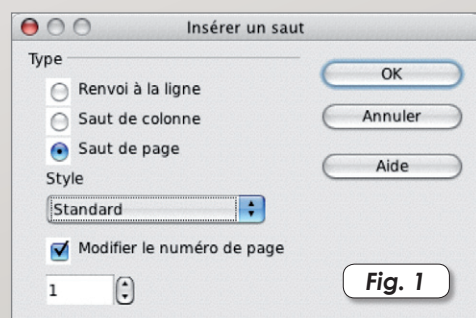 Insérer un saut
Type
Renvoi à la ligne
Saut de colonne
Saut de page
Style
Standard
Modifier le numéro de page
1
OK
Annuler
Aide
Fig. 1